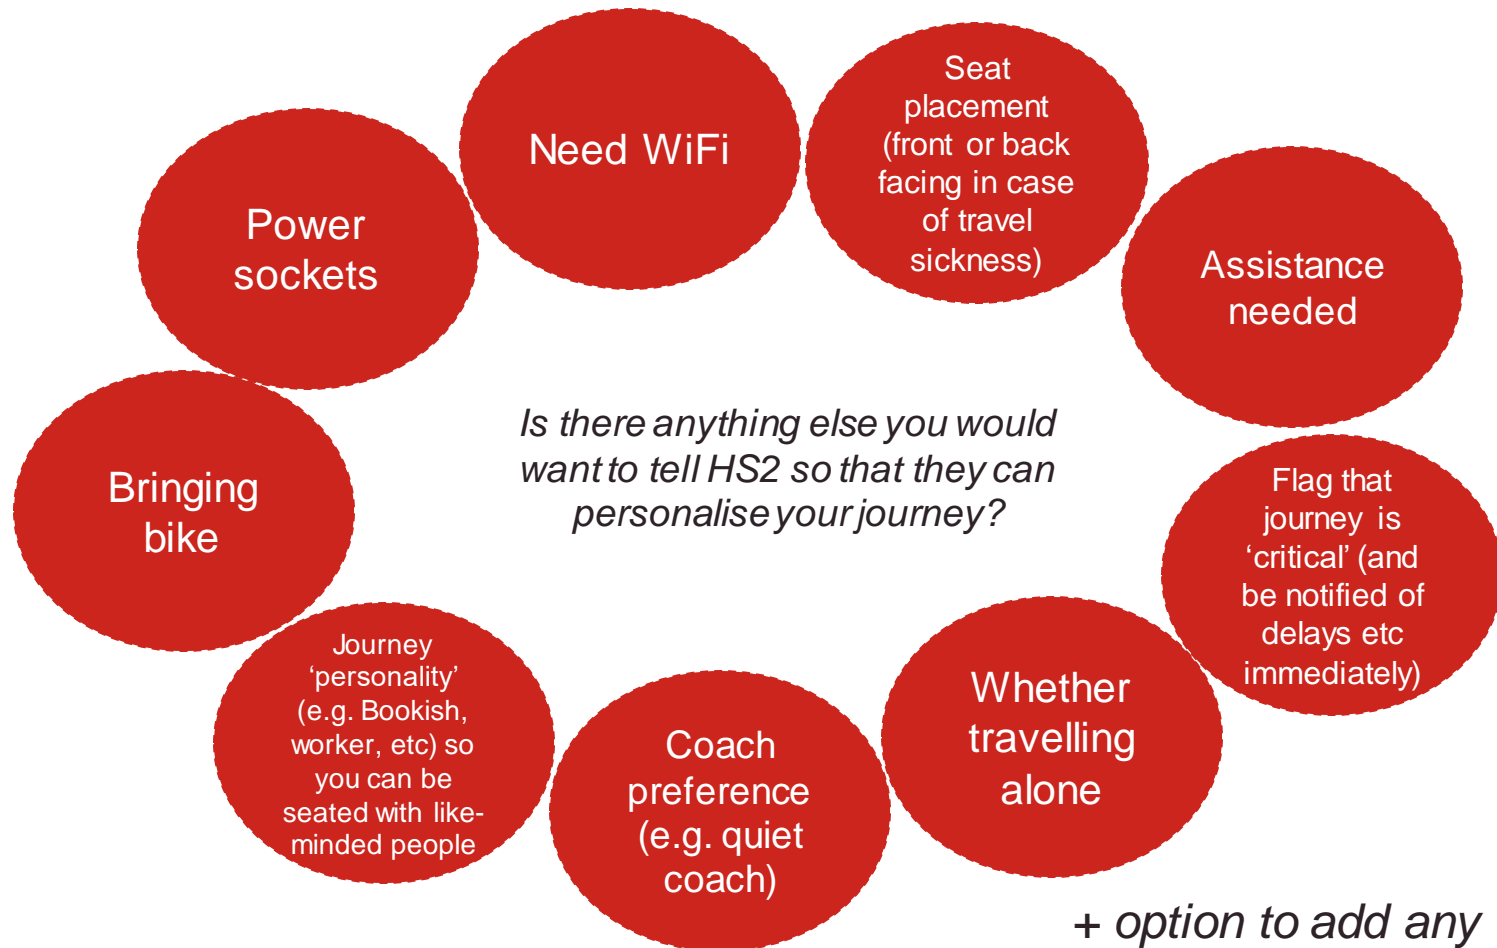 Need WiFi
Seat
placement
(front or back
facing in case
of travel
sickness)
Power
sockets
Assistance
needed
Is there anything else you would
want to tell HS2 so that they can
personalise your journey?
Bringing
bike
Flag that
journey is
‘critical’ (and
be notified of
delays etc
immediately)
Journey
‘personality’
(e.g. Bookish,
worker, etc) so
you can be
seated with like-
minded people
Coach
preference
(e.g. quiet
coach)
Whether
travelling
alone
+ option to add any